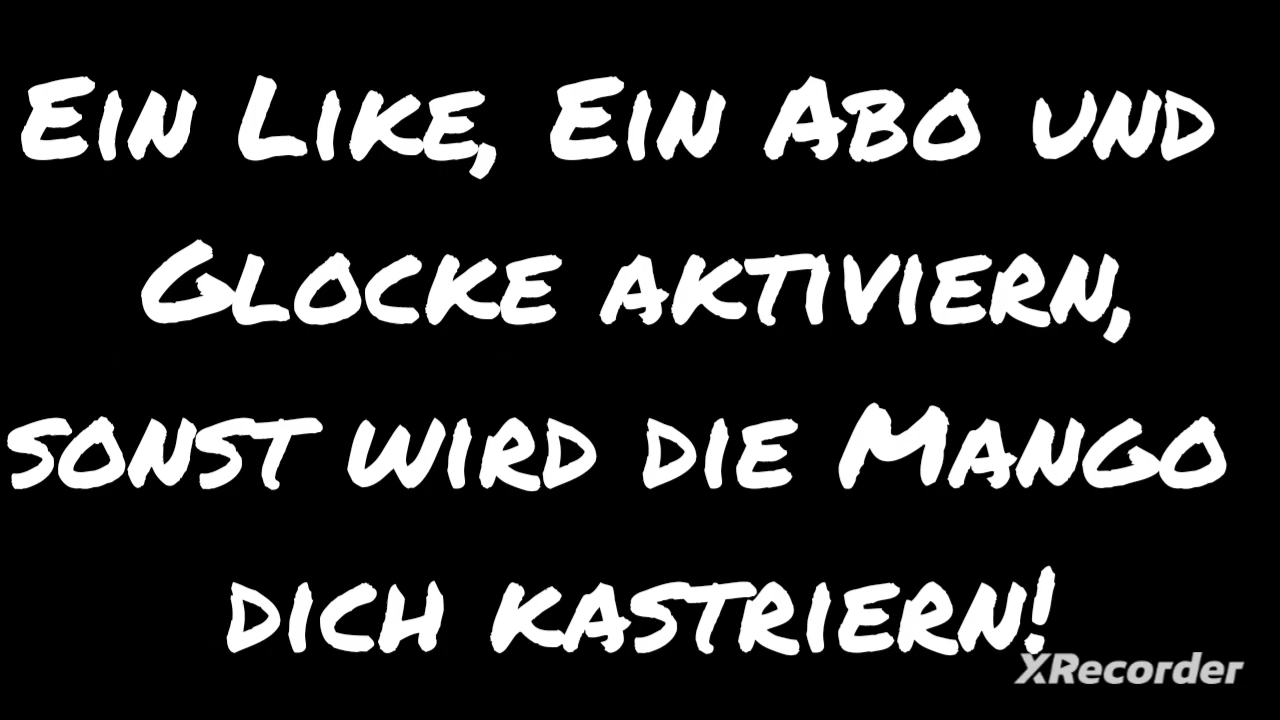 Ein Like, Ein Abo und
Glocke aktiviern,
sonst wird die Mango
dich kastriern!
XRecorder